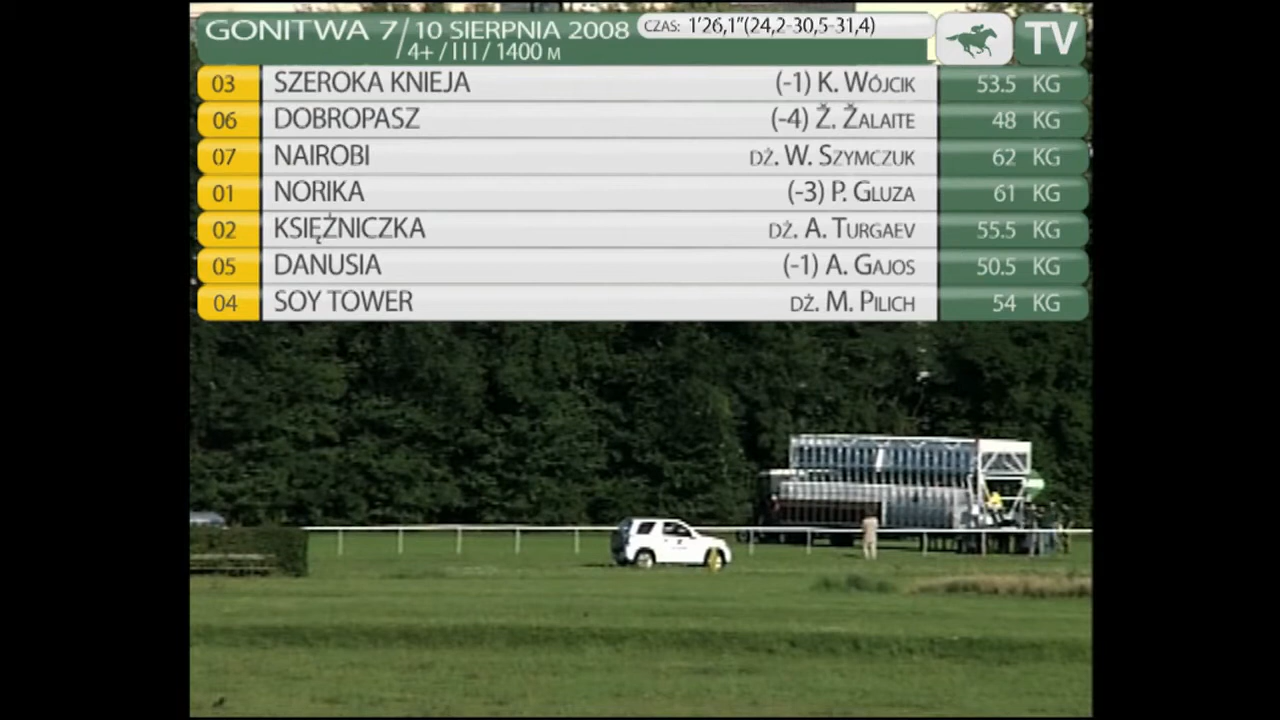 GONITWA 7/10 SIERPNIA 2008 CZAS: 1'26,1"(24,2-30,5-31,4) TV
4+ / III / 1400 M
03 SZEROKA KNIEJA (-1) K. WÓJCIK 53.5 KG
06 DOBROPASZ (-4) Ž. ŽALAITE 48 KG
07 NAIROBI DŻ. W. SZYMCZUK 62 KG
01 NORIKA (-3) P. GLUZA 61 KG
02 KSIĘŻNICZKA DŻ. A. TURGAEV 55.5 KG
05 DANUSIA (-1) A. GAJOS 50.5 KG
04 SOY TOWER DŻ. M. PILICH 54 KG